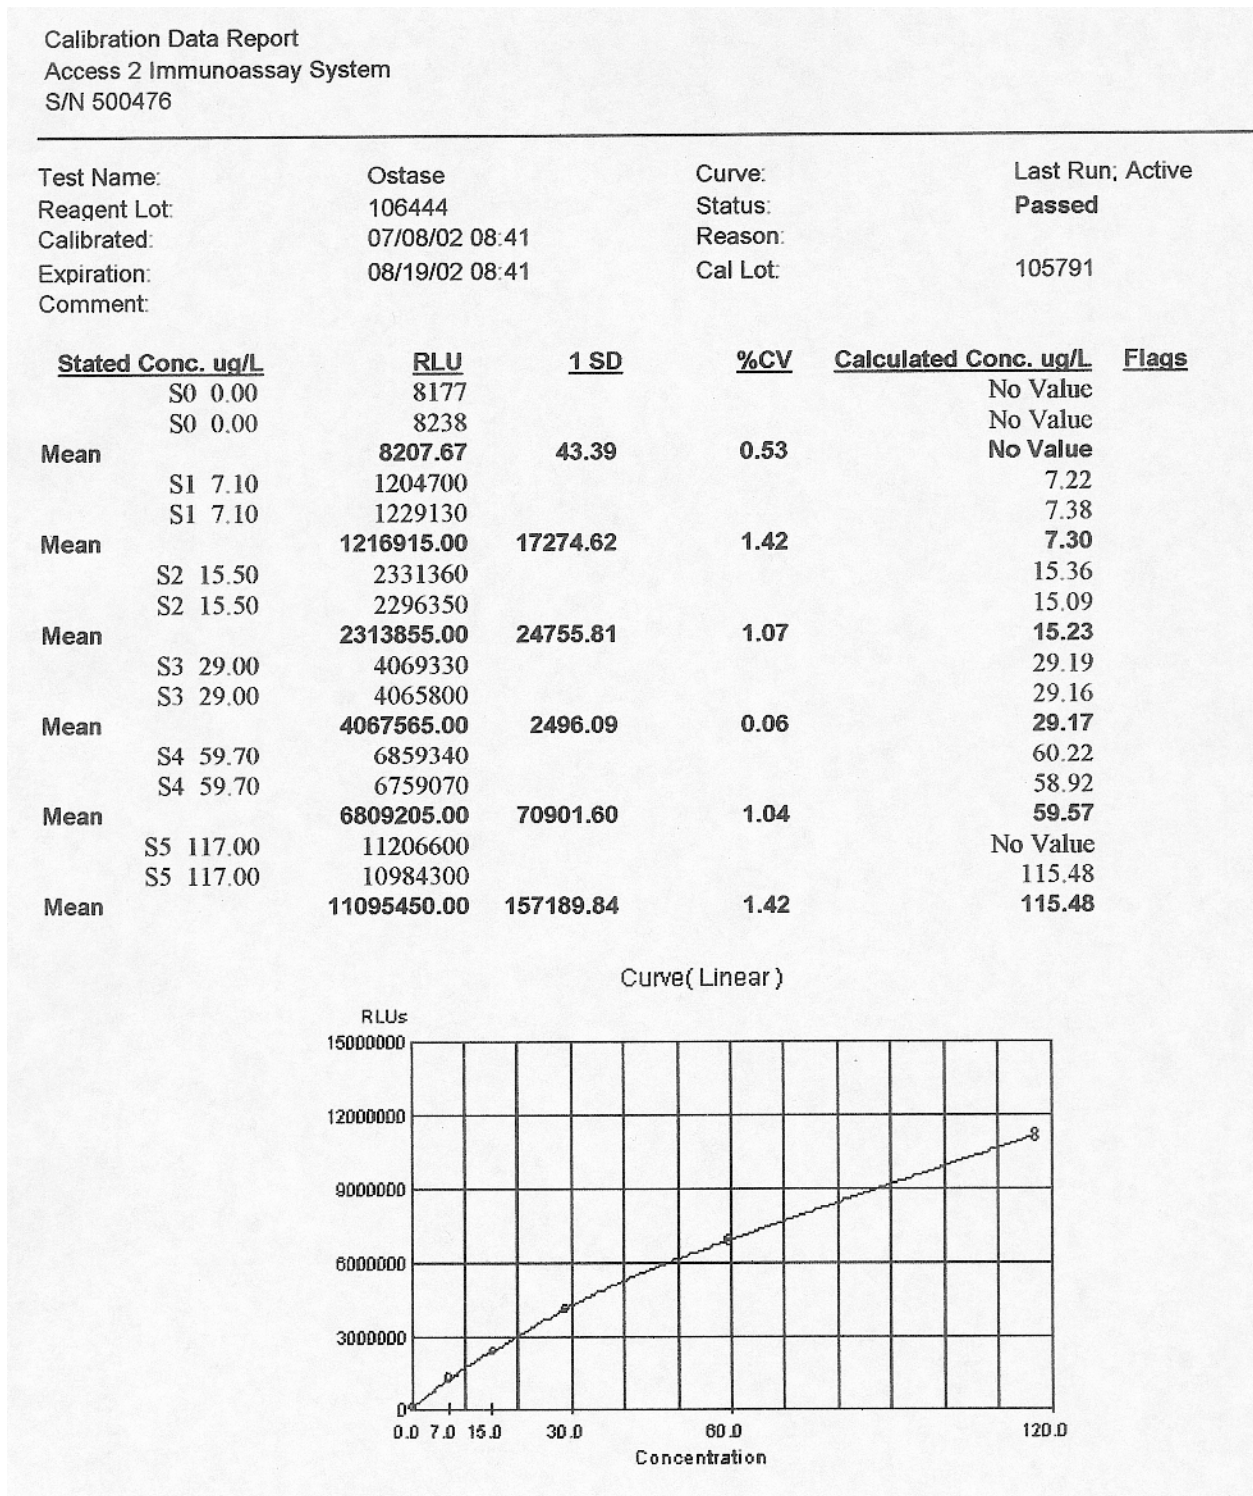 Calibration Data Report
Access 2 Immunoassay System
S/N 500476
Test Name: Ostase Curve: Last Run; Active
Reagent Lot: 106444 Status: Passed
Calibrated: 07/08/02 08:41 Reason:
Expiration: 08/19/02 08:41 Cal Lot: 105791
Comment:
Stated Conc. ug/L RLU 1 SD %CV Calculated Conc. ug/L Flags
S0 0.00 8177 No Value
S0 0.00 8238 No Value
Mean 8207.67 43.39 0.53 No Value
S1 7.10 1204700 7.22
S1 7.10 1229130 7.38
Mean 1216915.00 17274.62 1.42 7.30
S2 15.50 2331360 15.36
S2 15.50 2296350 15.09
Mean 2313855.00 24755.81 1.07 15.23
S3 29.00 4069330 29.19
S3 29.00 4065800 29.16
Mean 4067565.00 2496.09 0.06 29.17
S4 59.70 6859340 60.22
S4 59.70 6759070 58.92
Mean 6809205.00 70901.60 1.04 59.57
S5 117.00 11206600 No Value
S5 117.00 10984300 115.48
Mean 11095450.00 157189.84 1.42 115.48
Curve( Linear )
RLUs
15000000
12000000
9000000
6000000
3000000
0
0.0 7.0 15.0 30.0 60.0 120.0
Concentration